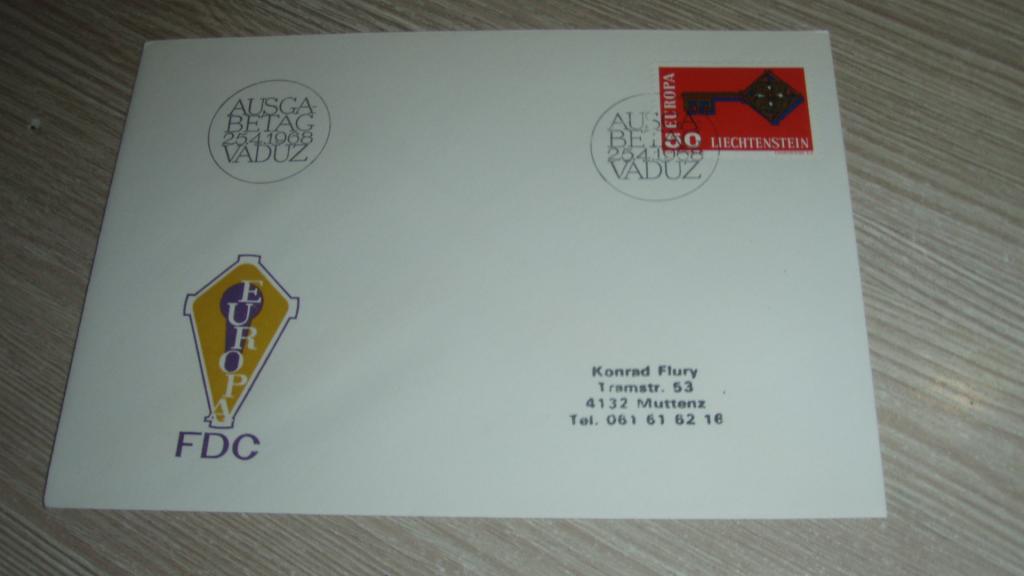 AUSGA-
BETAG
25.4.1968
VADUZ
AUSGA
BETAG
25.4.1968
VADUZ
EUROPA
50
LIECHTENSTEIN
EUROPA
FDC
Konrad Flury
Tramstr. 53
4132 Muttenz
Tel. 061 61 62 16